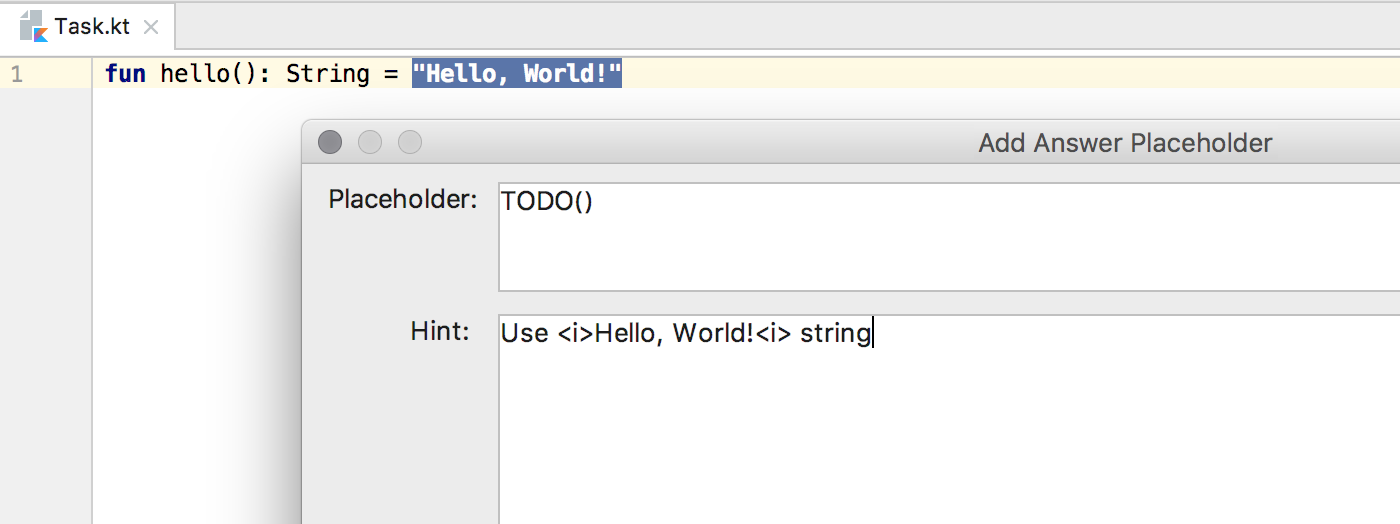 Task.kt
1 fun hello(): String = "Hello, World!"
Add Answer Placeholder
Placeholder: TODO()
Hint: Use <i>Hello, World!<i> string